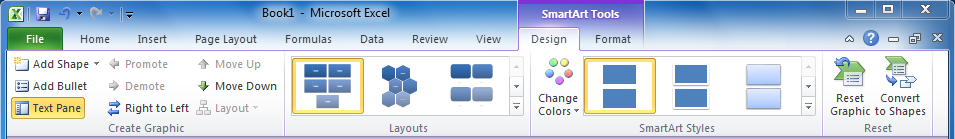 Book1 - Microsoft Excel
SmartArt Tools
File Home Insert Page Layout Formulas Data Review View Design Format
Add Shape Promote Move Up
Add Bullet Demote Move Down
Text Pane Right to Left Layout
Change Colors
Reset Graphic
Convert to Shapes
Create Graphic Layouts SmartArt Styles Reset